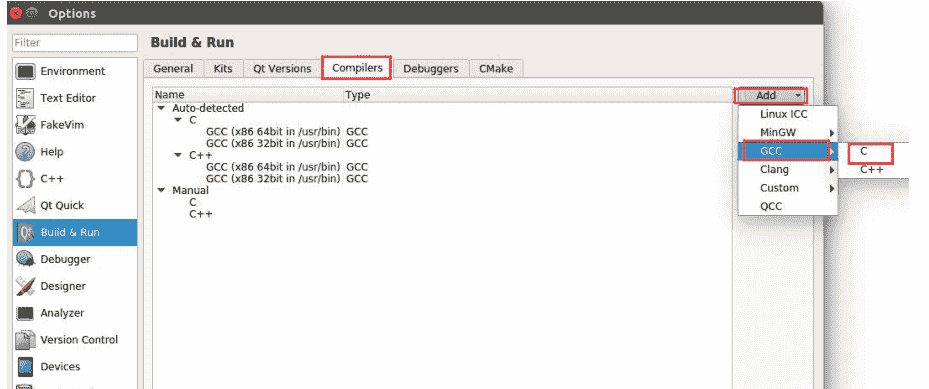 Options
Filter
Build & Run
Environment
Text Editor
FakeVim
Help
C++
Qt Quick
Build & Run
Debugger
Designer
Analyzer
Version Control
Devices
General Kits Qt Versions Compilers Debuggers CMake
Name Type
Auto-detected
C
GCC (x86 64bit in /usr/bin) GCC
GCC (x86 32bit in /usr/bin) GCC
C++
GCC (x86 64bit in /usr/bin) GCC
GCC (x86 32bit in /usr/bin) GCC
Manual
C
C++
Add
Linux ICC
MinGW
GCC
Clang
Custom
QCC
C
C++